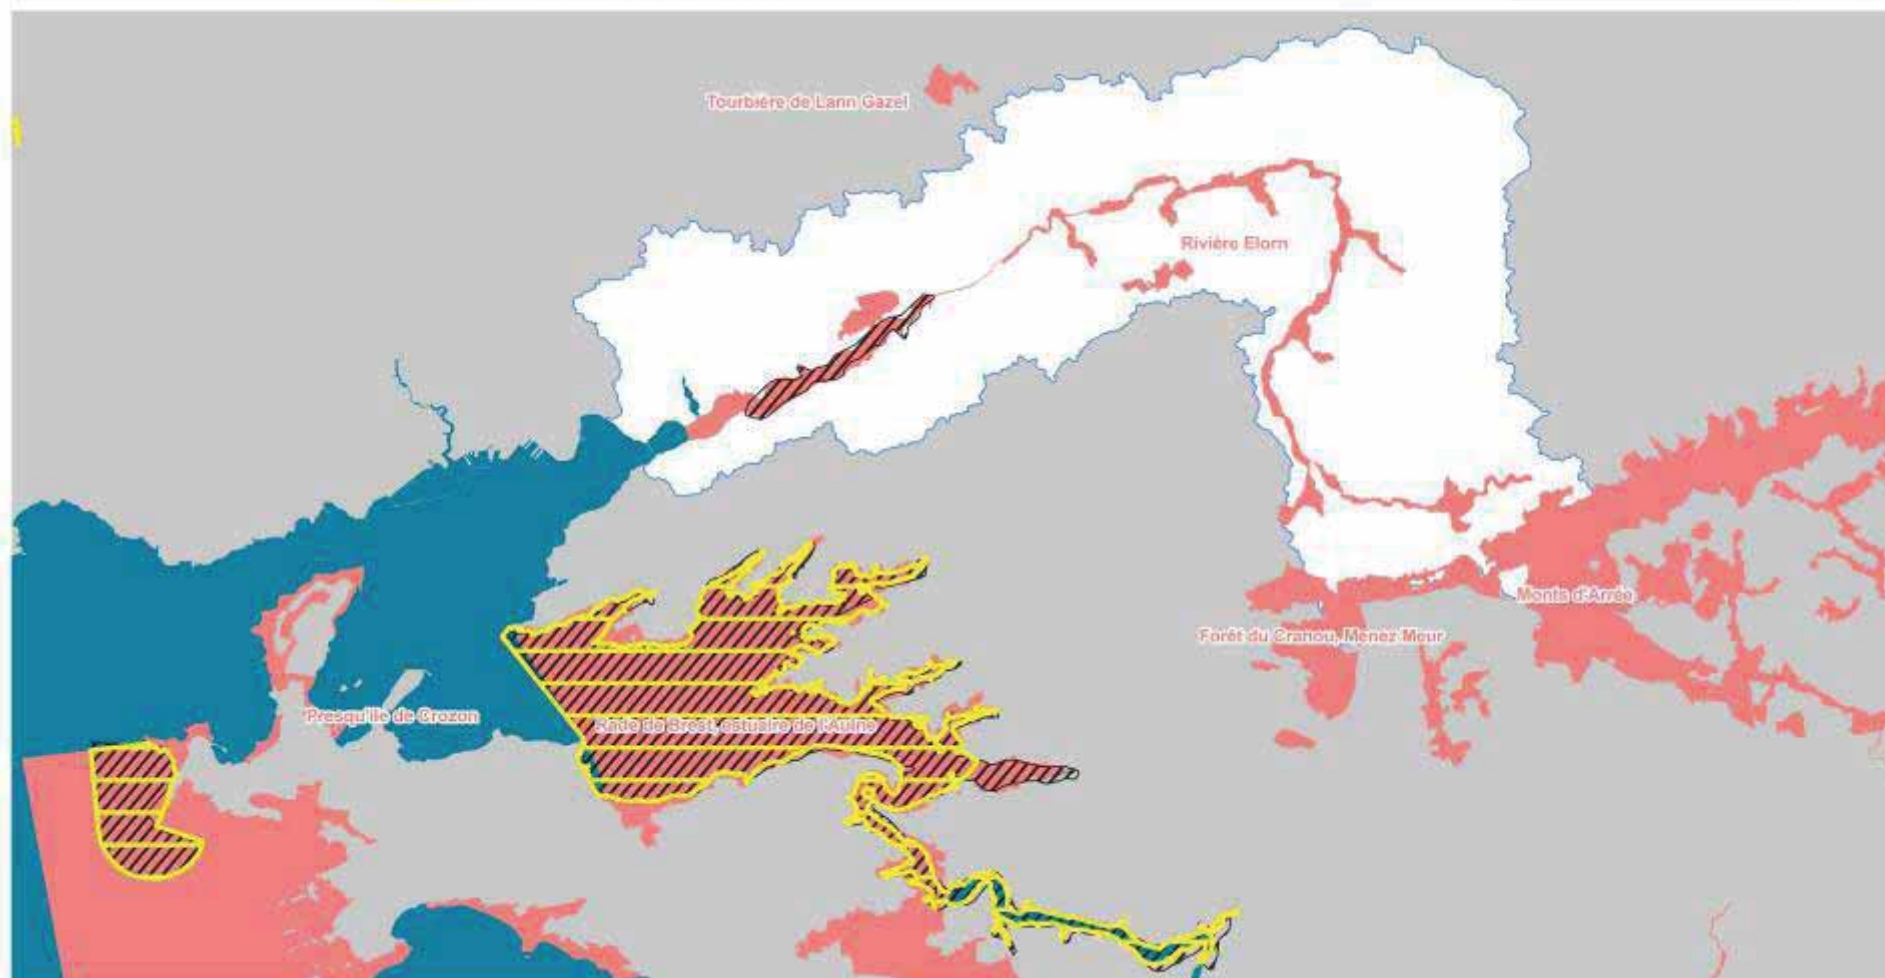 Tourbière de Lann Gazel
Rivière Elorn
Monts d'Arrée
Forêt du Cranou, Menez Meur
Presqu'ile de Crozon
Rade de Brest, estuaire de l'Aulne